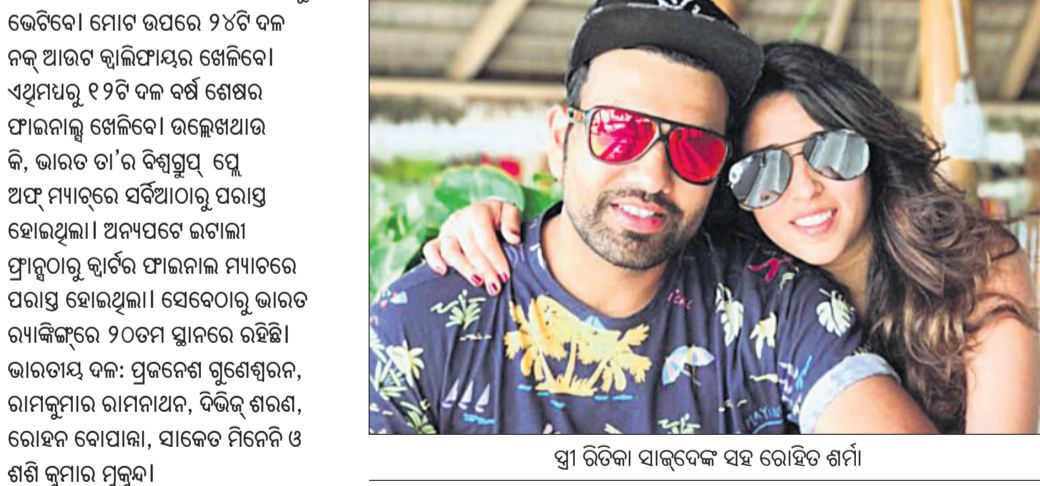 ଭେଟିବେ। ମୋଟ ଉପରେ ୨୪ଟି ଦଳ
ନକ୍ ଆଉଟ କ୍ୱାଲିଫାୟର ଖେଳିବେ।
ଏଥିମଧ୍ୟରୁ ୧୨ଟି ଦଳ ବର୍ଷ ଶେଷର
ଫାଇନାଲ୍ସ ଖେଳିବେ। ଉଲ୍ଲେଖଥାଉ
କି, ଭାରତ ତା’ର ବିଶ୍ୱଗ୍ରୁପ୍ ପ୍ଲେ
ଅଫ୍ ମ୍ୟାଚ୍‌ରେ ସର୍ବିଆଠାରୁ ପରାସ୍ତ
ହୋଇଥିଲା। ଅନ୍ୟପଟେ ଇଟାଲୀ
ଫ୍ରାନ୍ସଠାରୁ କ୍ୱାର୍ଟର ଫାଇନାଲ ମ୍ୟାଚରେ
ପରାସ୍ତ ହୋଇଥିଲା। ସେବେଠାରୁ ଭାରତ
ର‍୍ୟାଙ୍କିଙ୍ଗ୍‌ରେ ୨୦ତମ ସ୍ଥାନରେ ରହିଛି।
ଭାରତୀୟ ଦଳ: ପ୍ରଜନେଶ ଗୁଣେଶ୍ୱରନ,
ରାମକୁମାର ରାମନାଥନ, ଦିଭିଜ୍ ଶରଣ,
ରୋହନ ବୋପାନ୍ନା, ସାକେତ ମିନେନି ଓ
ଶଶି କୁମାର ମୁକୁନ୍ଦ।
ସ୍ତ୍ରୀ ରିତିକା ସାଜ୍‌ଦେଙ୍କ ସହ ରୋହିତ ଶର୍ମା